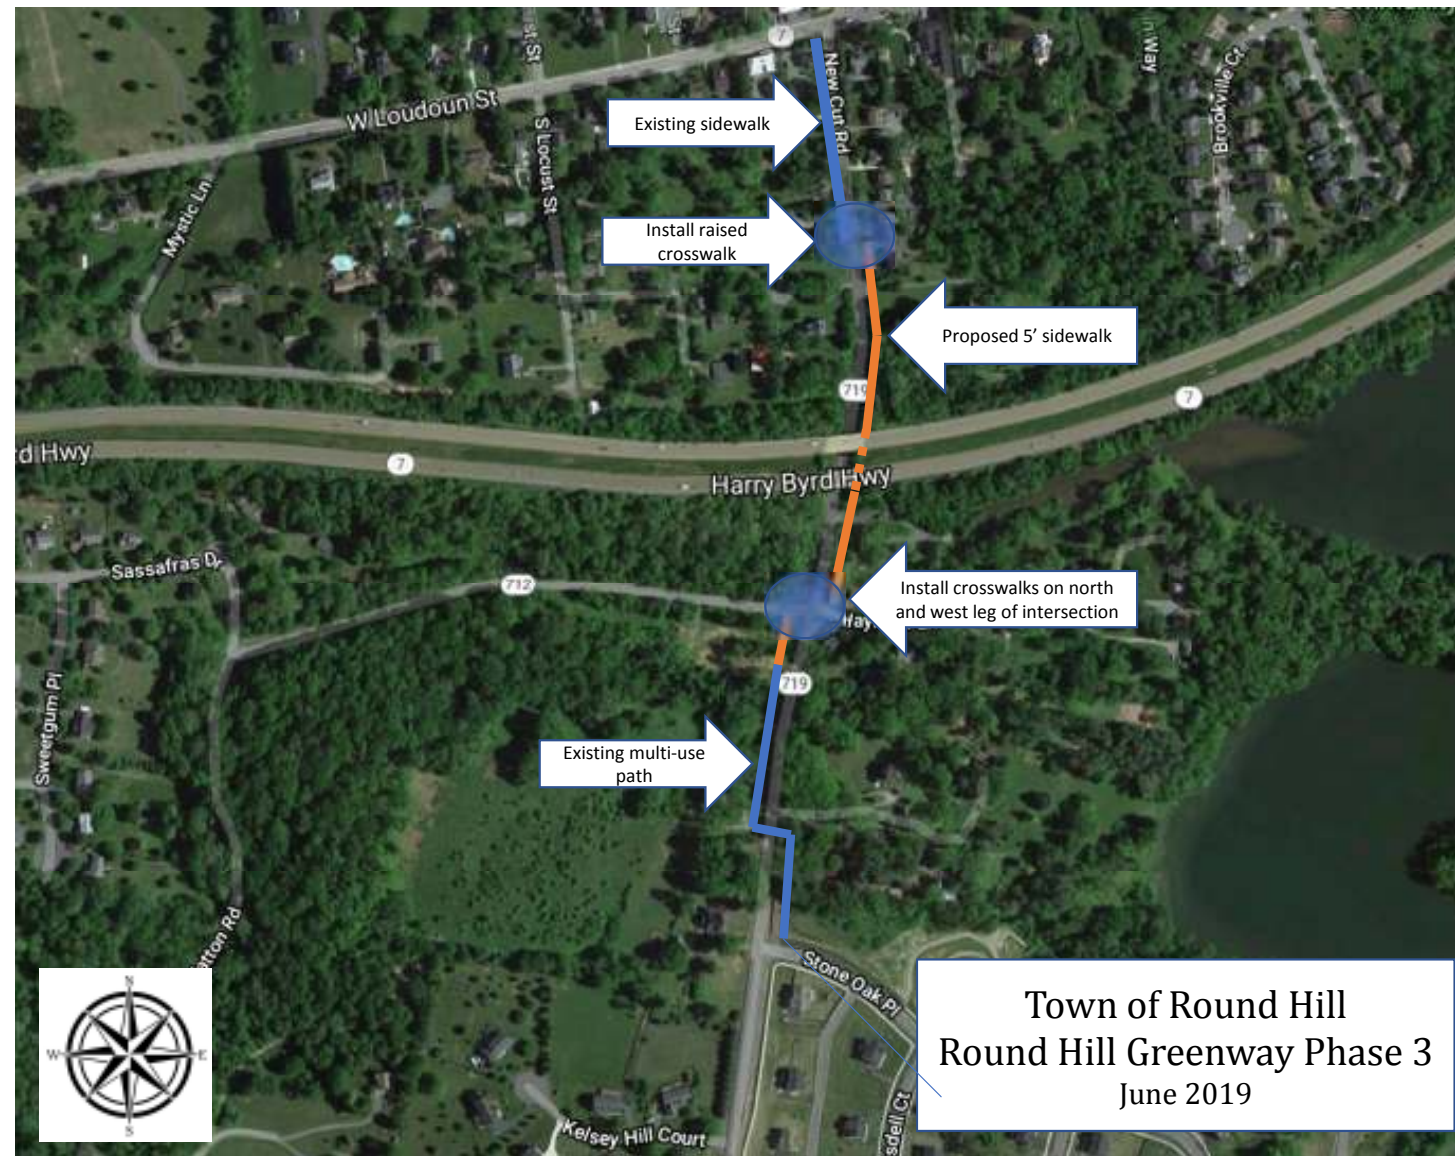 7
W Loudoun St
S Locust St
New Cut Rd
Brookville Cr
Mystic Ln
Existing sidewalk
Install raised
crosswalk
Proposed 5’ sidewalk
719
7
7
rd Hwy
Harry Byrd Hwy
Sassafras Dr
712
Install crosswalks on north
and west leg of intersection
719
Sweetgum Pl
Existing multi-use
path
Stone Oak Pl
Kelsey Hill Court
sdell Ct
N
W
E
S
Town of Round Hill
Round Hill Greenway Phase 3
June 2019